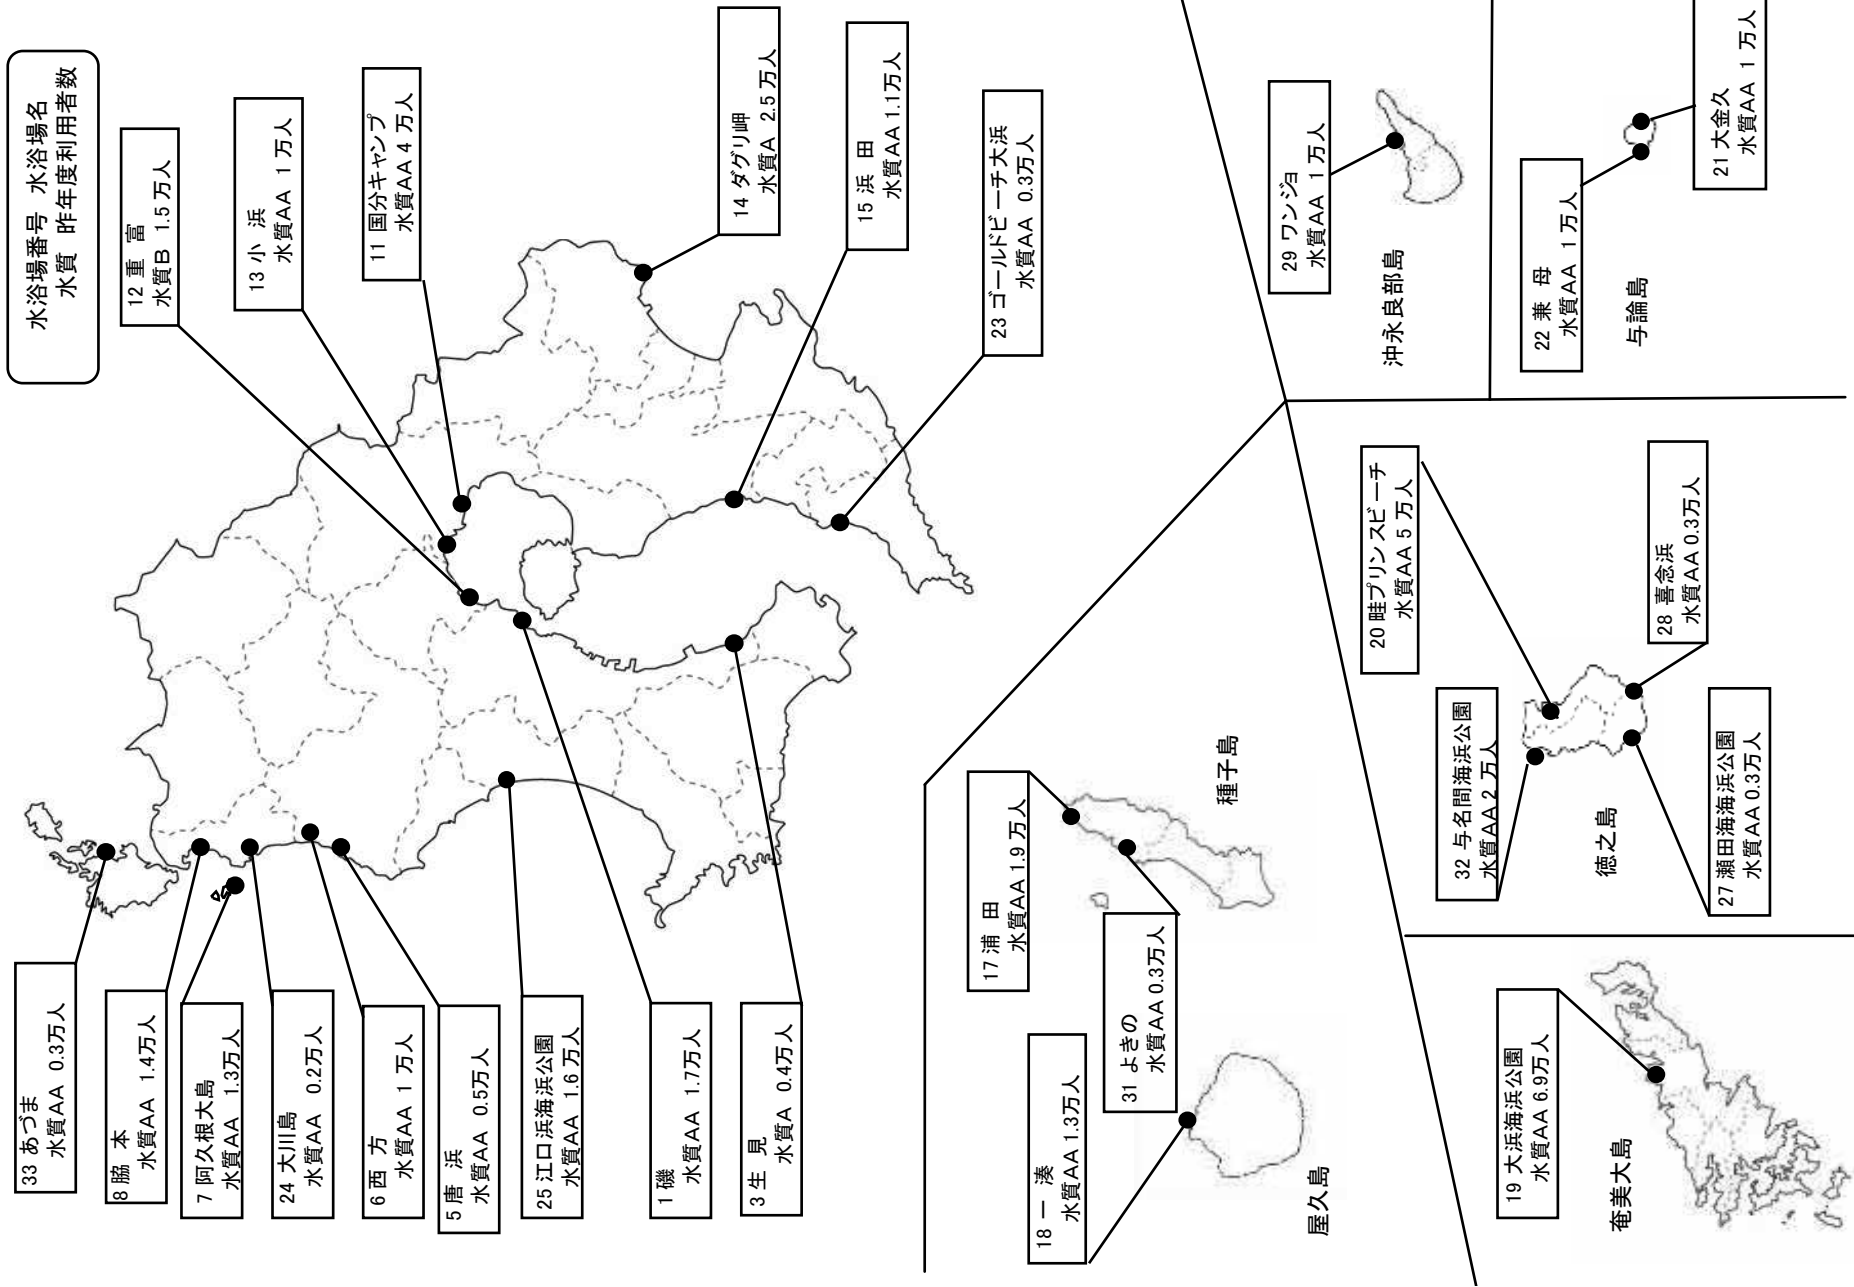 水浴場番号 水浴場名
水質 昨年度利用者数
33 あづま
水質AA 0.3万人
8 脇 本
水質AA 1.4万人
7 阿久根大島
水質AA 1.3万人
24 大川島
水質AA 0.2万人
6 西 方
水質AA 1 万人
5 唐 浜
水質AA 0.5万人
25 江口浜海浜公園
水質AA 1.6 万人
1 磯
水質AA 1.7万人
3 生 見
水質A 0.4万人
12 重 富
水質B 1.5 万人
13 小 浜
水質AA 1 万人
11 国分キャンプ
水質AA 4 万人
14 ダグリ岬
水質A 2.5 万人
15 浜 田
水質AA 1.1万人
23 ゴールドビーチ大浜
水質AA 0.3万人
17 浦 田
水質AA 1.9 万人
31 よきの
水質AA 0.3万人
種子島
18 一 湊
水質AA 1.3万人
屋久島
19 大浜海浜公園
水質AA 6.9万人
奄美大島
20 畦プリンスビーチ
水質AA 5 万人
28 喜念浜
水質AA 0.3万人
32 与名間海浜公園
水質AA 2 万人
27 瀬田海海浜公園
水質AA 0.3万人
徳之島
29 ワンジョ
水質AA 1 万人
沖永良部島
22 兼 母
水質AA 1 万人
21 大金久
水質AA 1 万人
与論島